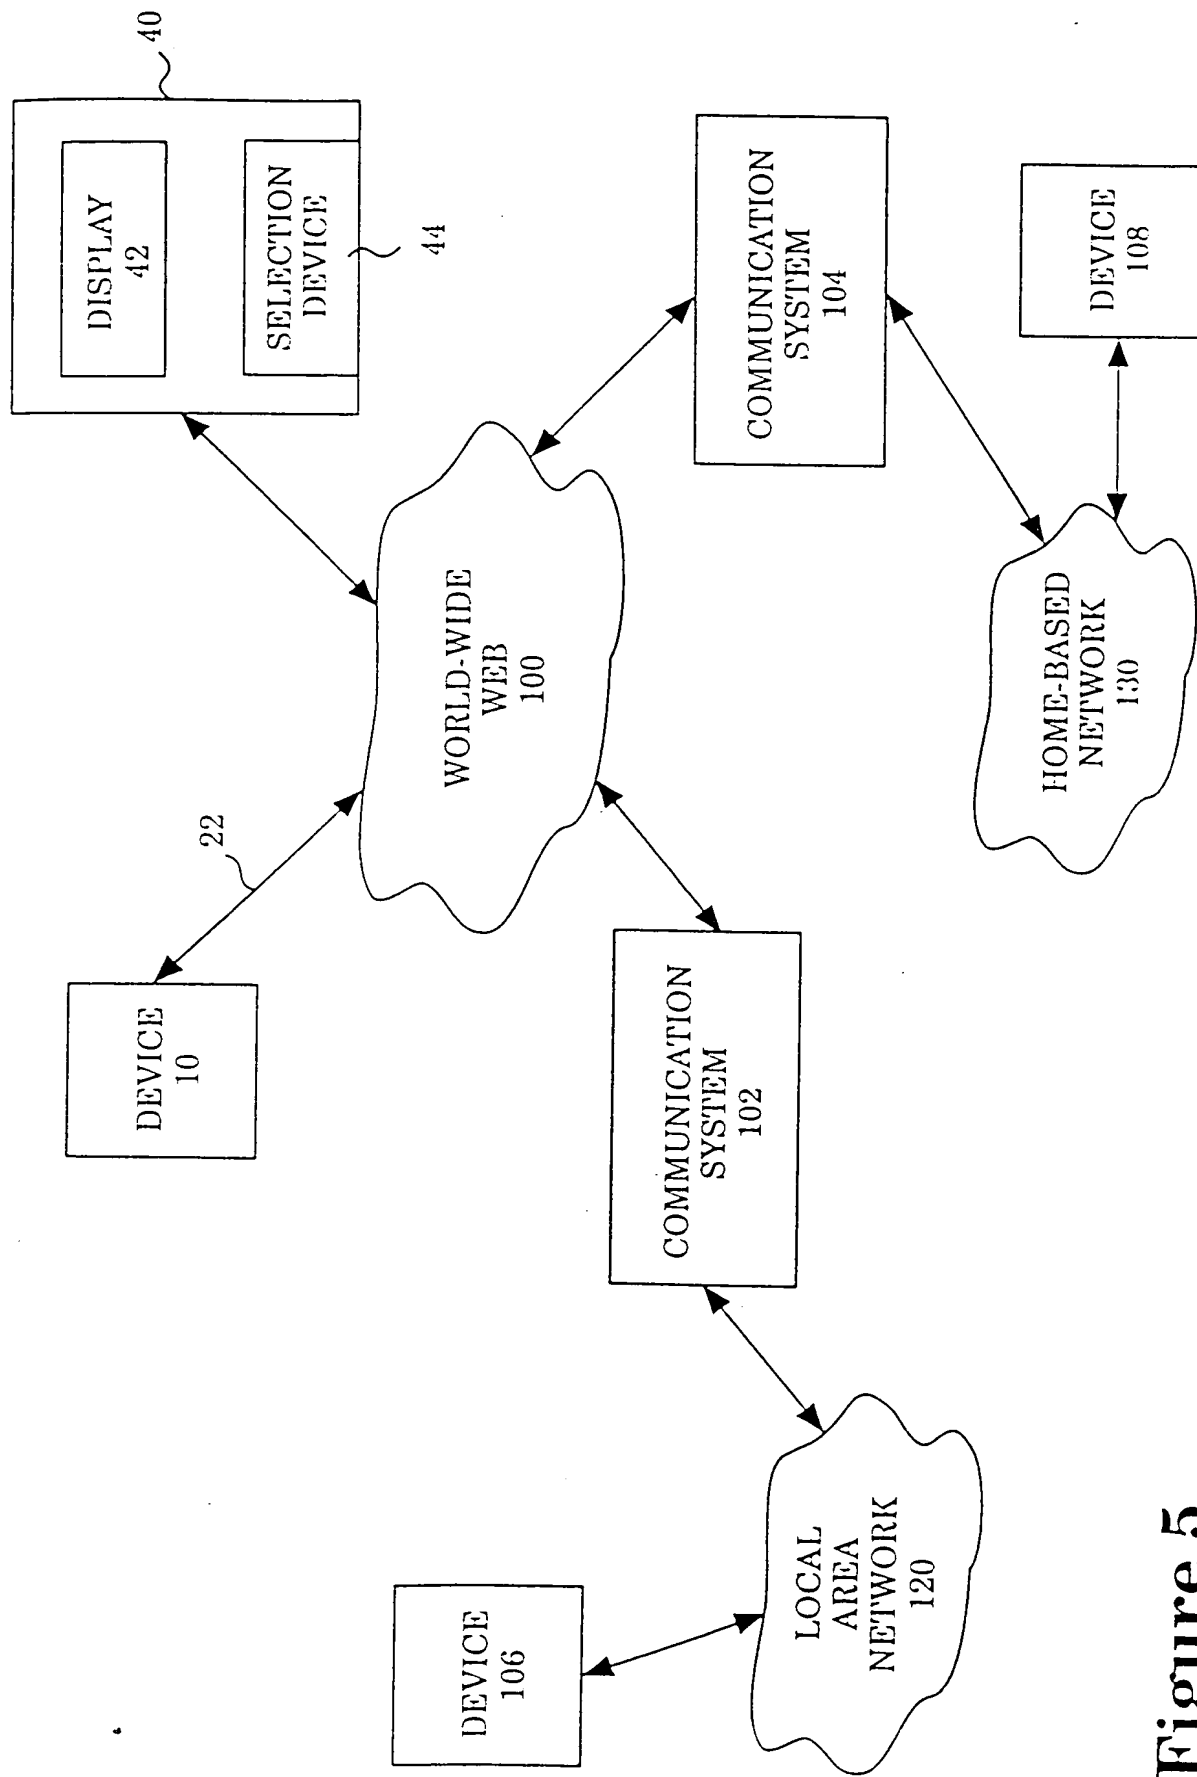 40
DISPLAY
42
SELECTION
DEVICE
44
DEVICE
10
22
WORLD-WIDE
WEB
100
COMMUNICATION
SYSTEM
104
COMMUNICATION
SYSTEM
102
DEVICE
106
LOCAL
AREA
NETWORK
120
HOME-BASED
NETWORK
130
DEVICE
108
Figure 5